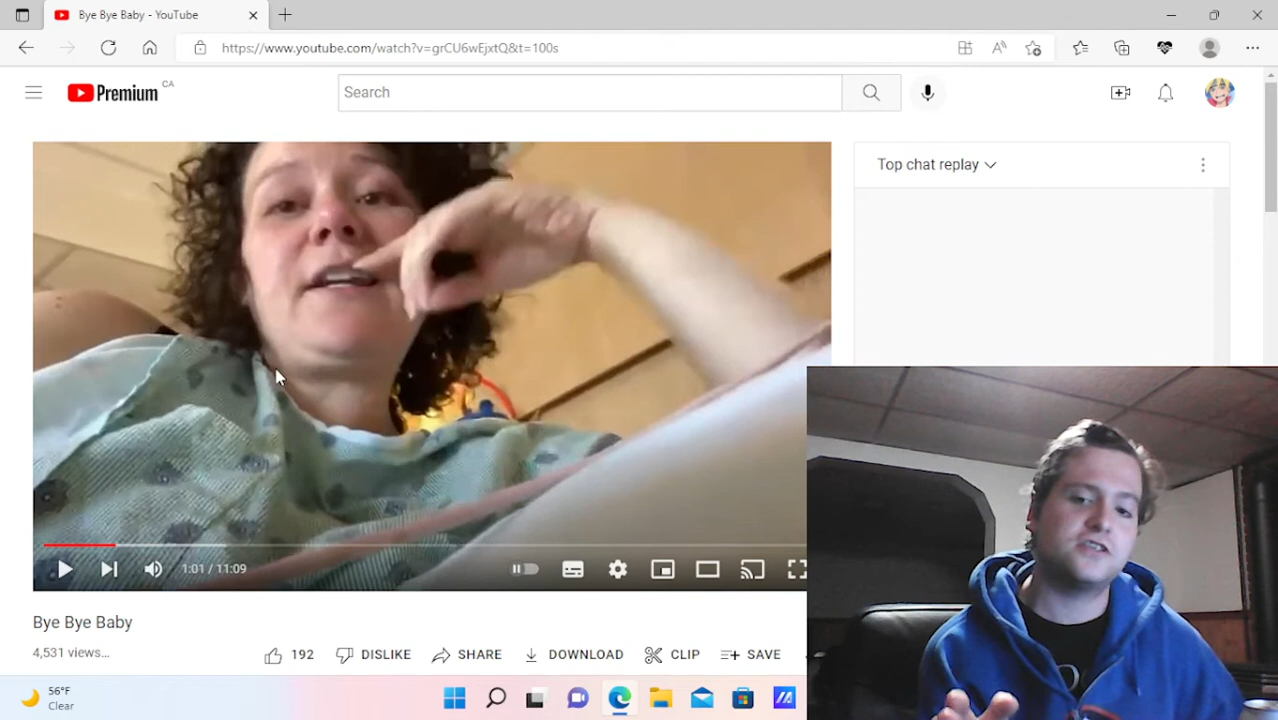 Bye Bye Baby - YouTube
https://www.youtube.com/watch?v=grCU6wEjxtQ&t=100s
Premium CA
Search
Top chat replay
1:01 / 11:09
Bye Bye Baby
4,531 views...
192 DISLIKE SHARE DOWNLOAD CLIP SAVE
56°F
Clear